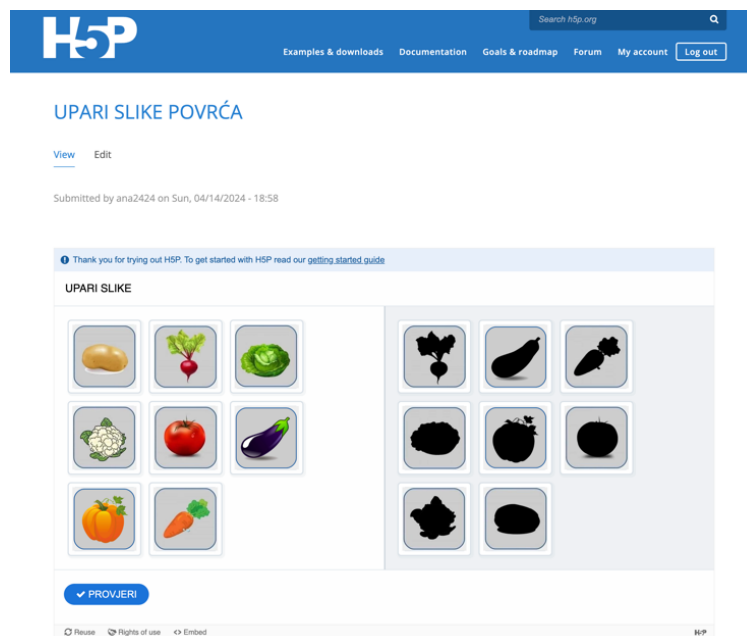 H5P
Search h5p.org
Examples & downloads Documentation Goals & roadmap Forum My account Log out
UPARI SLIKE POVRĆA
View Edit
Submitted by ana2424 on Sun, 04/14/2024 - 18:58
Thank you for trying out H5P. To get started with H5P read our getting started guide
UPARI SLIKE
PROVJERI
Reuse Rights of use <> Embed H5P